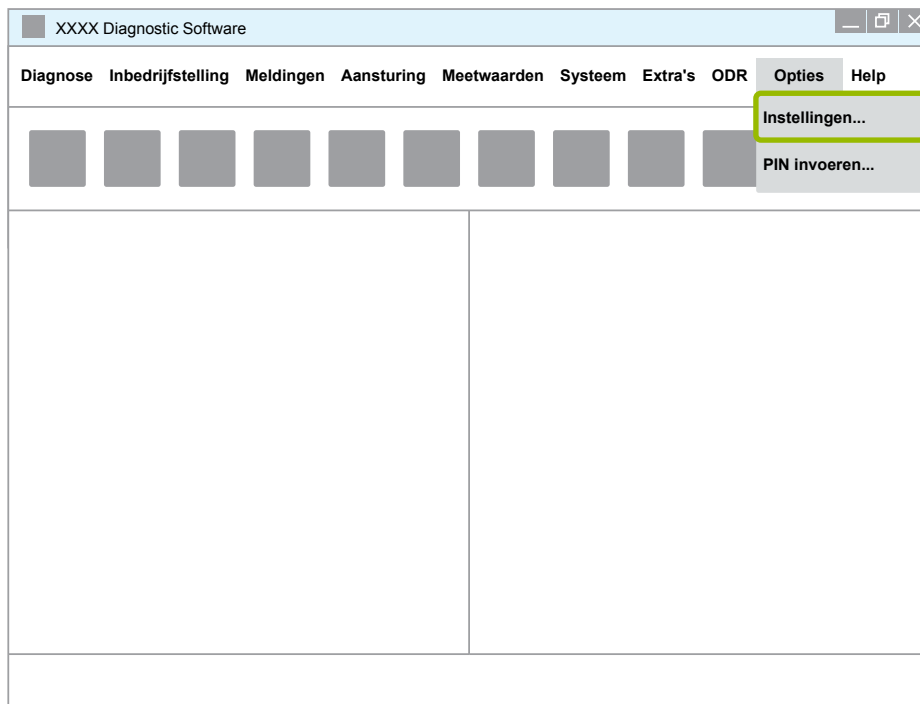 XXXX Diagnostic Software
Diagnose Inbedrijfstelling Meldingen Aansturing Meetwaarden Systeem Extra's ODR Opties Help
Instellingen...
PIN invoeren...